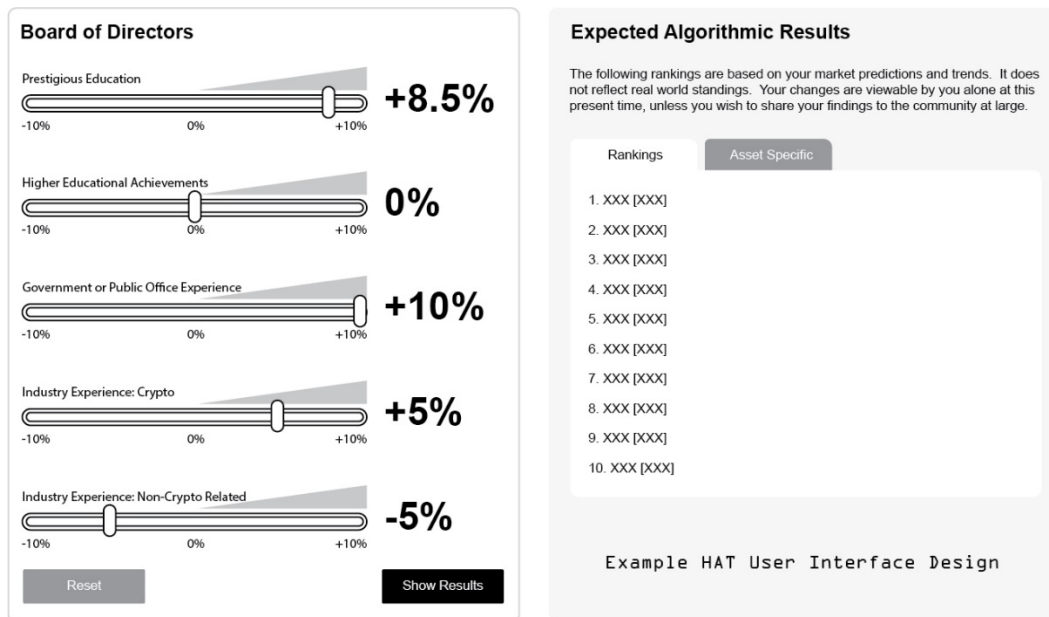 Board of Directors
Prestigious Education
+8.5%
-10% 0% +10%
Higher Educational Achievements
0%
-10% 0% +10%
Government or Public Office Experience
+10%
-10% 0% +10%
Industry Experience: Crypto
+5%
-10% 0% +10%
Industry Experience: Non-Crypto Related
-5%
-10% 0% +10%
Reset Show Results
Expected Algorithmic Results
The following rankings are based on your market predictions and trends. It does
not reflect real world standings. Your changes are viewable by you alone at this
present time, unless you wish to share your findings to the community at large.
Rankings Asset Specific
1. XXX [XXX]
2. XXX [XXX]
3. XXX [XXX]
4. XXX [XXX]
5. XXX [XXX]
6. XXX [XXX]
7. XXX [XXX]
8. XXX [XXX]
9. XXX [XXX]
10. XXX [XXX]
Example HAT User Interface Design